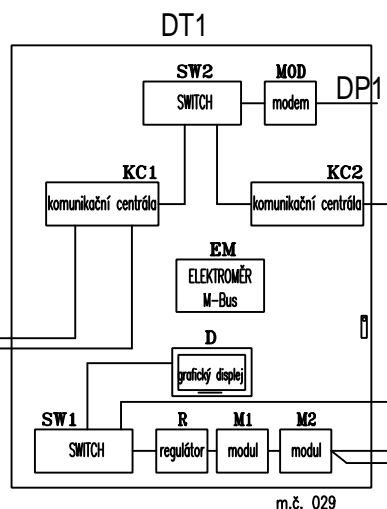 DT1
SW2
MOD
SWITCH
modem
DP1
KC1
KC2
komunikační centrála
komunikační centrála
EM
ELEKTROMĚR
M-Bus
D
grafický displej
SW1
R
M1
M2
SWITCH
regulátor
modul
modul
m.č. 029